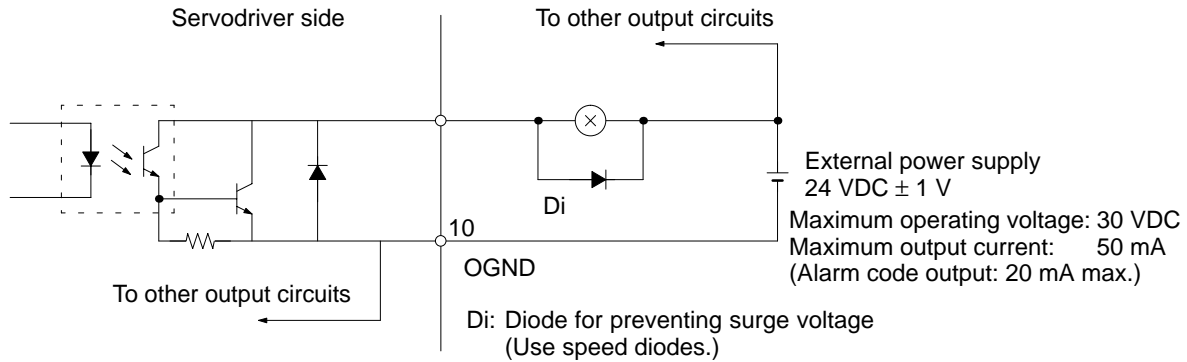 Servodriver side
To other output circuits
External power supply
24 VDC ± 1 V
Di
Maximum operating voltage: 30 VDC
10
Maximum output current: 50 mA
(Alarm code output: 20 mA max.)
OGND
To other output circuits
Di: Diode for preventing surge voltage
(Use speed diodes.)